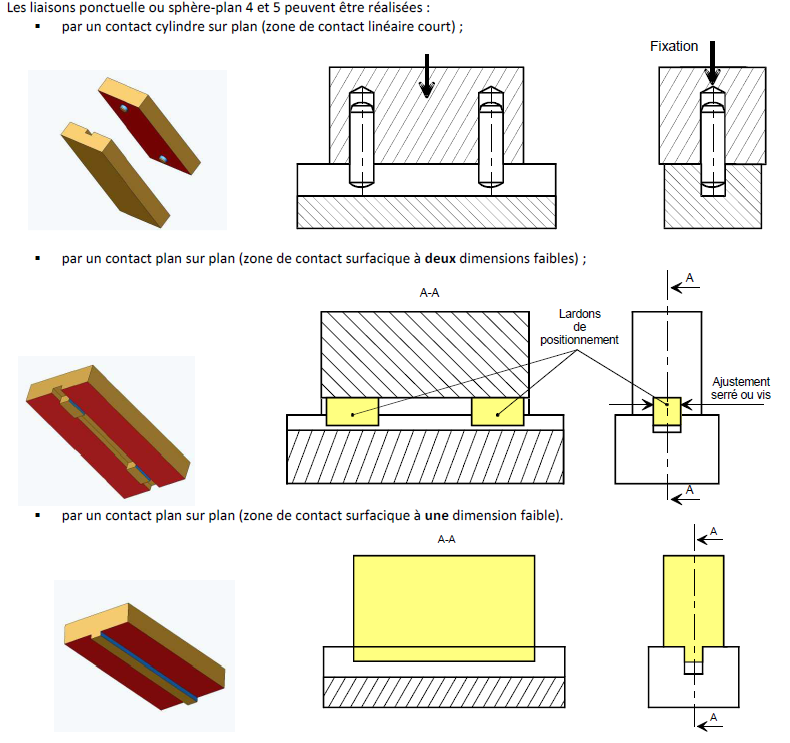 Les liaisons ponctuelle ou sphère-plan 4 et 5 peuvent être réalisées :
▪ par un contact cylindre sur plan (zone de contact linéaire court) ;
Fixation
▪ par un contact plan sur plan (zone de contact surfacique à deux dimensions faibles) ;
A
A-A
Lardons
de
positionnement
Ajustement
serré ou vis
A
▪ par un contact plan sur plan (zone de contact surfacique à une dimension faible).
A
A-A
A